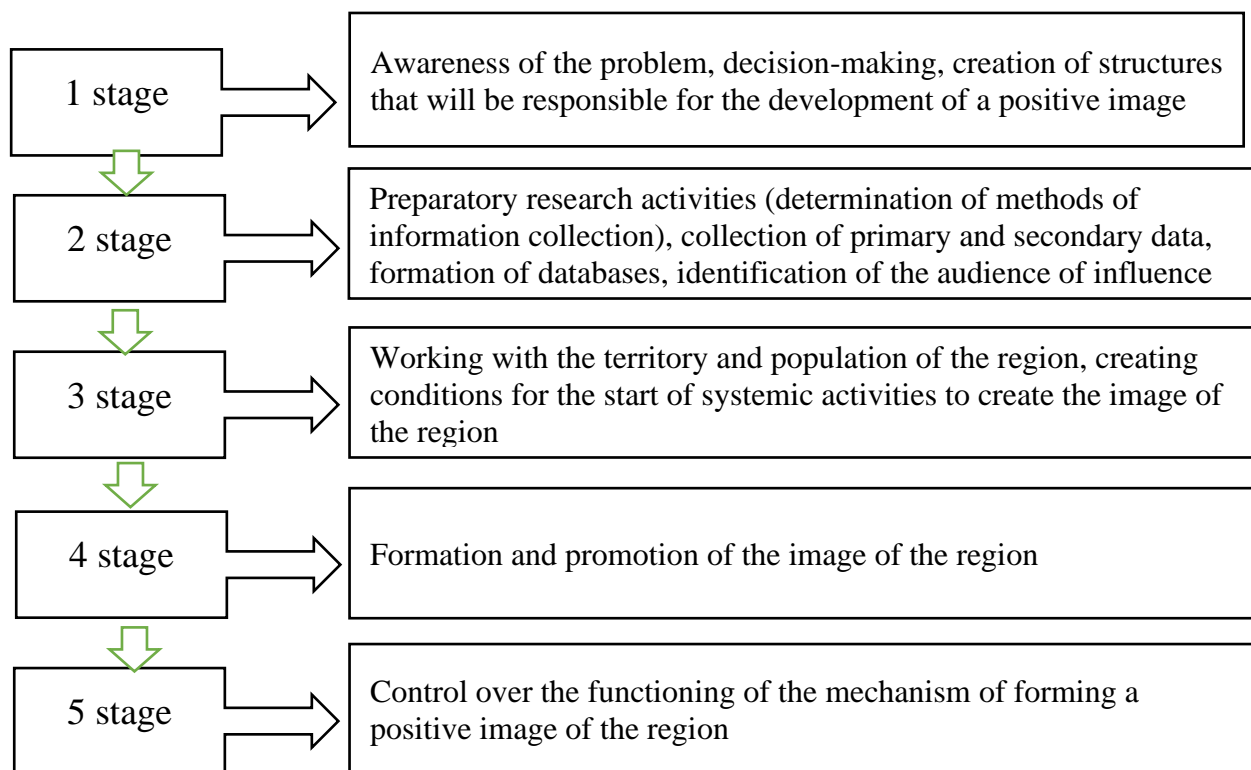 1 stage
Awareness of the problem, decision-making, creation of structures
that will be responsible for the development of a positive image
2 stage
Preparatory research activities (determination of methods of
information collection), collection of primary and secondary data,
formation of databases, identification of the audience of influence
3 stage
Working with the territory and population of the region, creating
conditions for the start of systemic activities to create the image of
the region
4 stage
Formation and promotion of the image of the region
5 stage
Control over the functioning of the mechanism of forming a
positive image of the region